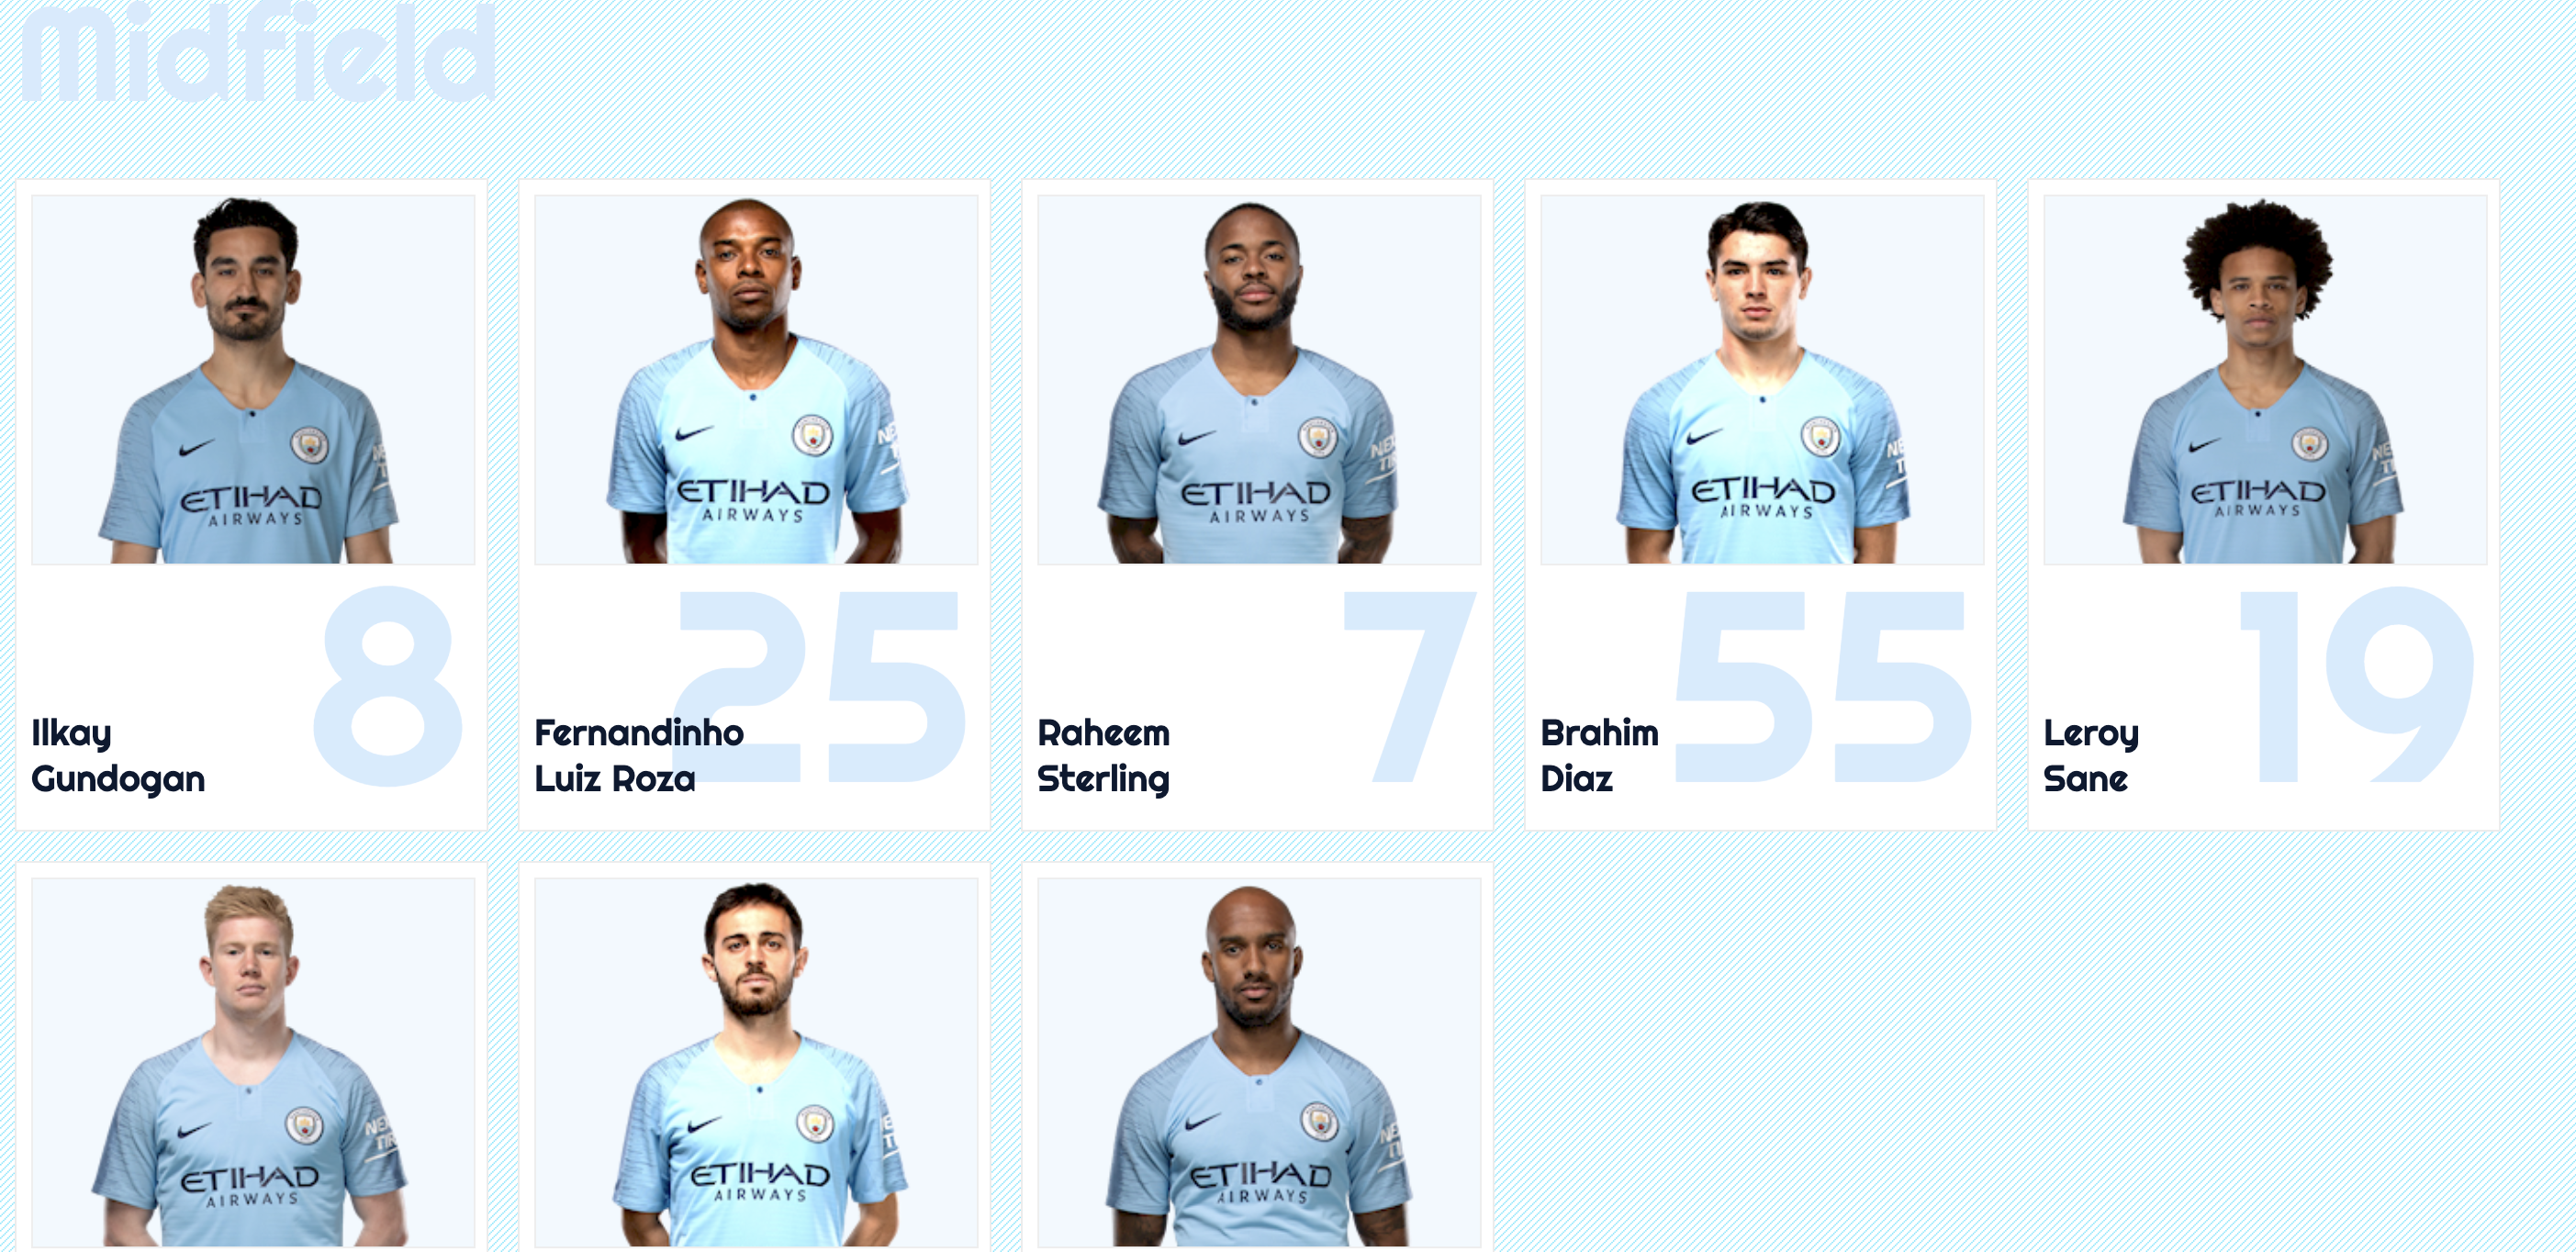 Midfield
ETIHAD
AIRWAYS
8
Ilkay
Gundogan
ETIHAD
AIRWAYS
25
Fernandinho
Luiz Roza
ETIHAD
AIRWAYS
7
Raheem
Sterling
ETIHAD
AIRWAYS
55
Brahim
Diaz
ETIHAD
AIRWAYS
19
Leroy
Sane
ETIHAD
AIRWAYS
ETIHAD
AIRWAYS
ETIHAD
AIRWAYS